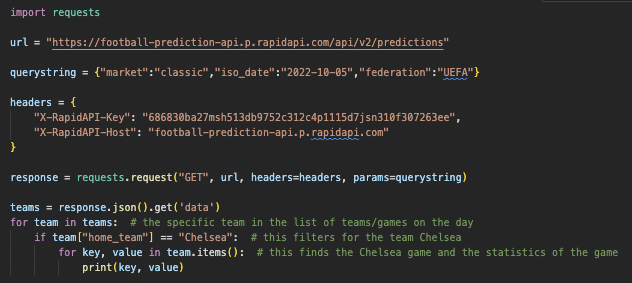 import requests
url = "https://football-prediction-api.p.rapidapi.com/api/v2/predictions"
querystring = {"market":"classic","iso_date":"2022-10-05","federation":"UEFA"}
headers = {
"X-RapidAPI-Key": "686830ba27msh513db9752c312c4p1115d7jsn310f307263ee",
"X-RapidAPI-Host": "football-prediction-api.p.rapidapi.com"
}
response = requests.request("GET", url, headers=headers, params=querystring)
teams = response.json().get('data')
for team in teams:  # the specific team in the list of teams/games on the day
if team["home_team"] == "Chelsea":  # this filters for the team Chelsea
for key, value in team.items():  # this finds the Chelsea game and the statistics of the game
print(key, value)